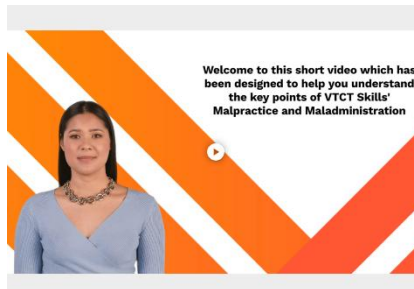 Welcome to this short video which has
been designed to help you understand
the key points of VTCT Skills'
Malpractice and Maladministration